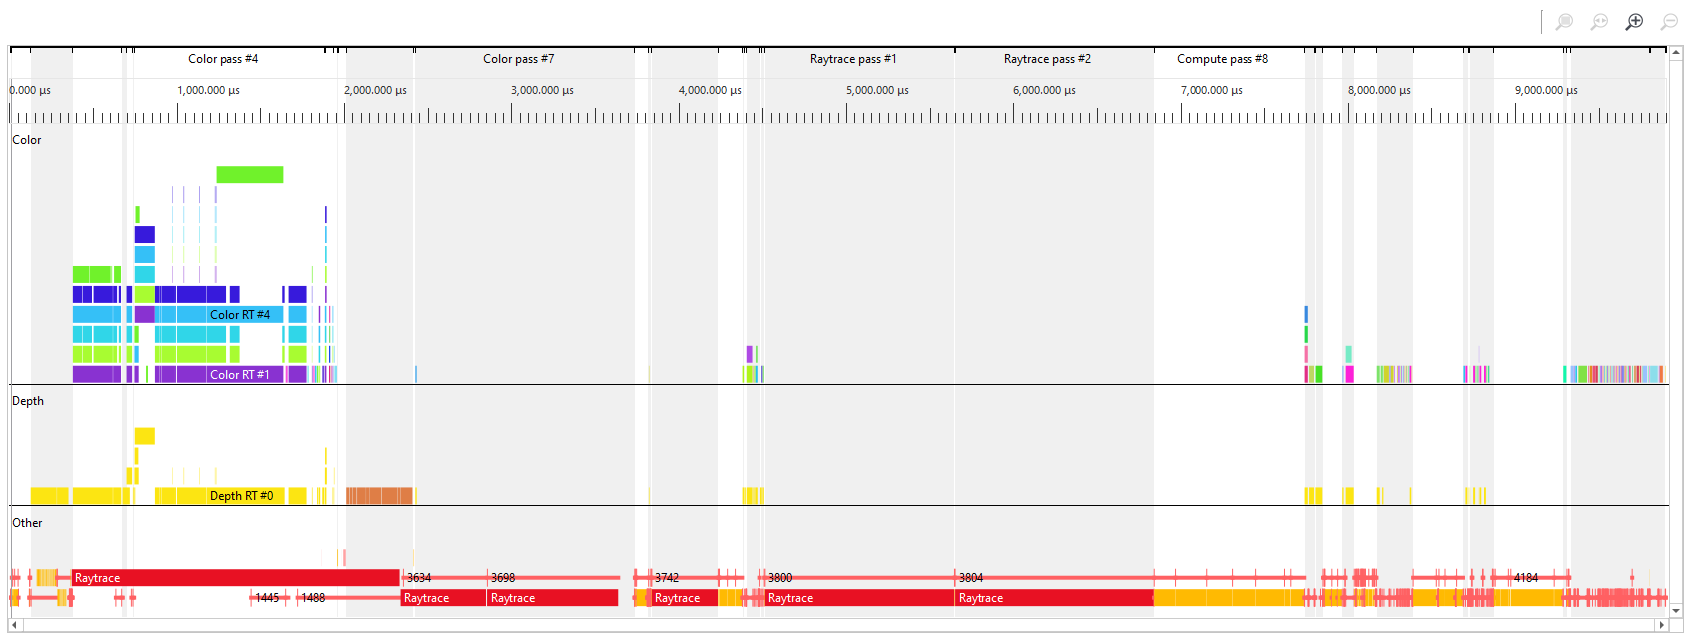 Color pass #4 Color pass #7 Raytrace pass #1 Raytrace pass #2 Compute pass #8
0.000 µs 1,000.000 µs 2,000.000 µs 3,000.000 µs 4,000.000 µs 5,000.000 µs 6,000.000 µs 7,000.000 µs 8,000.000 µs 9,000.000 µs
Color
Color RT #4
Color RT #1
Depth
Depth RT #0
Other
Raytrace 3634 3698 3742 3800 3804 4184
1445 1488 Raytrace Raytrace Raytrace Raytrace Raytrace